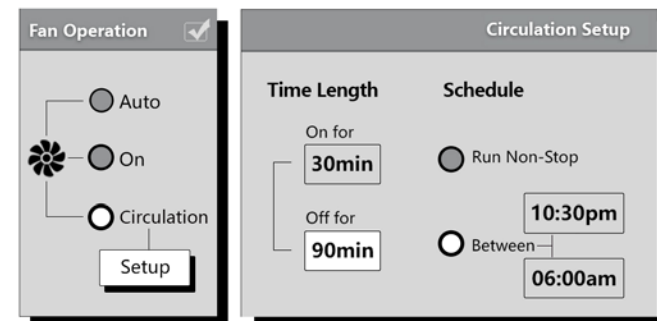 Fan Operation
Auto
On
Circulation
Setup
Circulation Setup
Time Length
On for
30min
Off for
90min
Schedule
Run Non-Stop
Between
10:30pm
06:00am